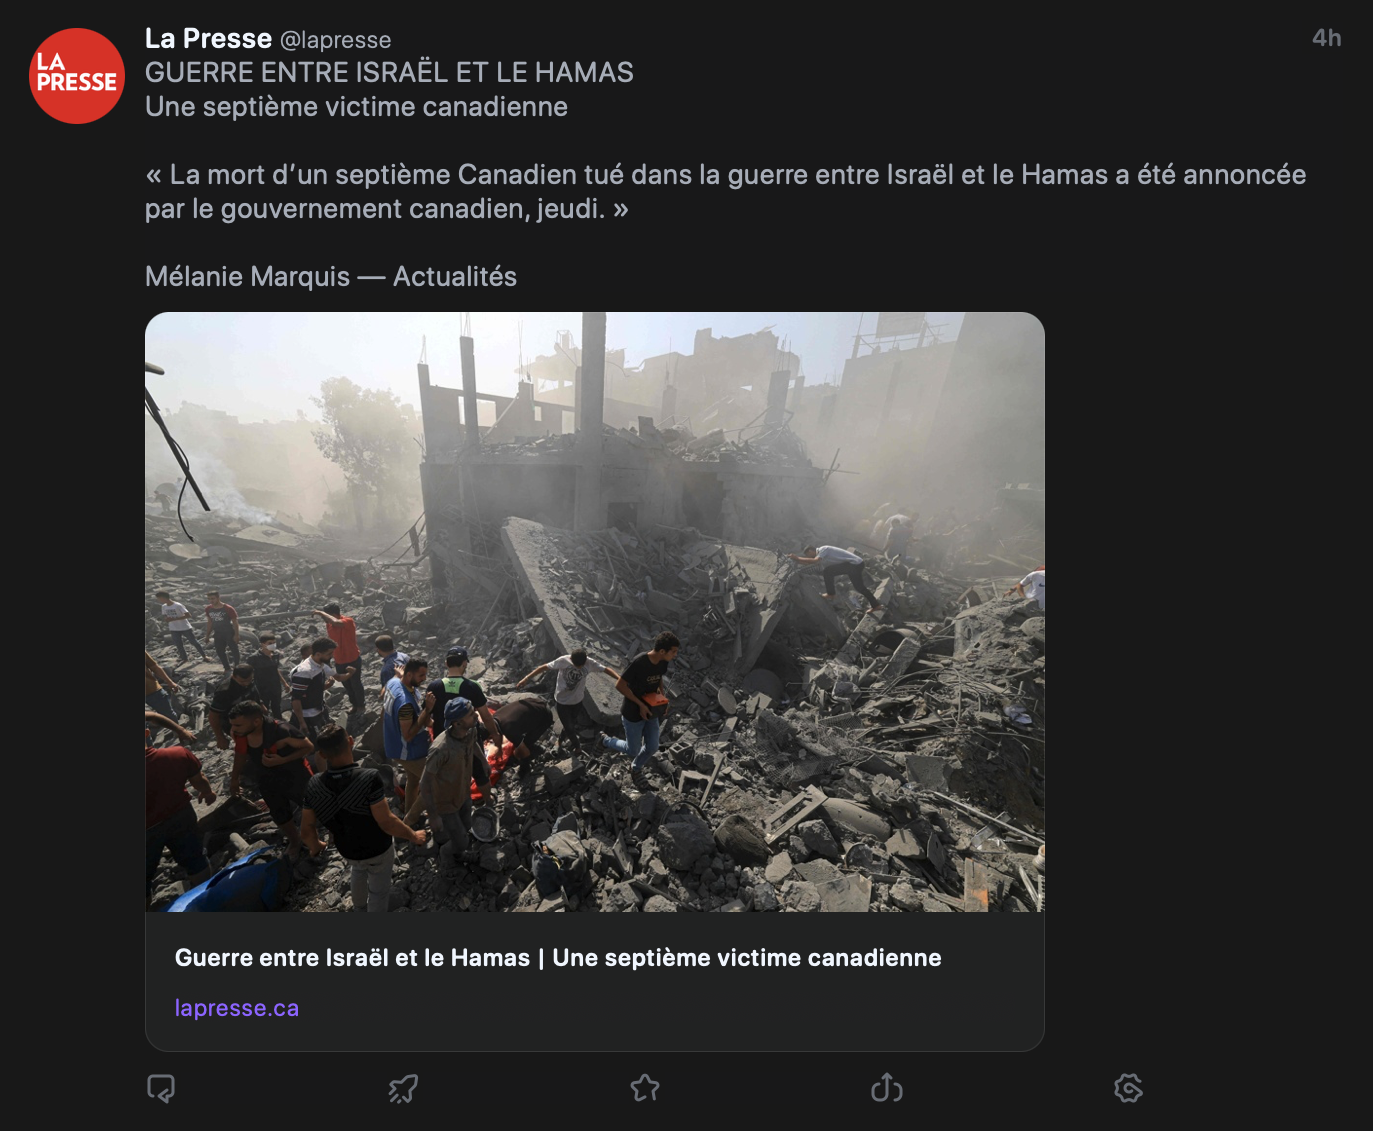 LA
PRESSE
La Presse @lapresse
4h
GUERRE ENTRE ISRAËL ET LE HAMAS
Une septième victime canadienne
« La mort d’un septième Canadien tué dans la guerre entre Israël et le Hamas a été annoncée
par le gouvernement canadien, jeudi. »
Mélanie Marquis — Actualités
Guerre entre Israël et le Hamas | Une septième victime canadienne
lapresse.ca